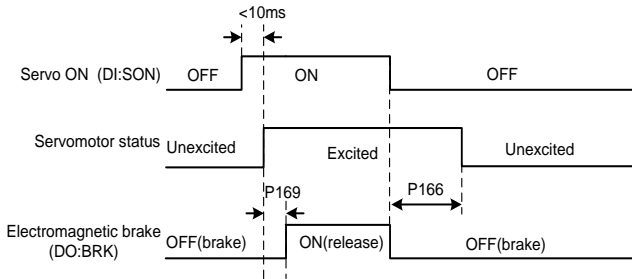 <10ms
Servo ON (DI:SON) OFF ON OFF
Servomotor status Unexcited Excited Unexcited
P169 P166
Electromagnetic brake
(DO:BRK) OFF(brake) ON(release) OFF(brake)